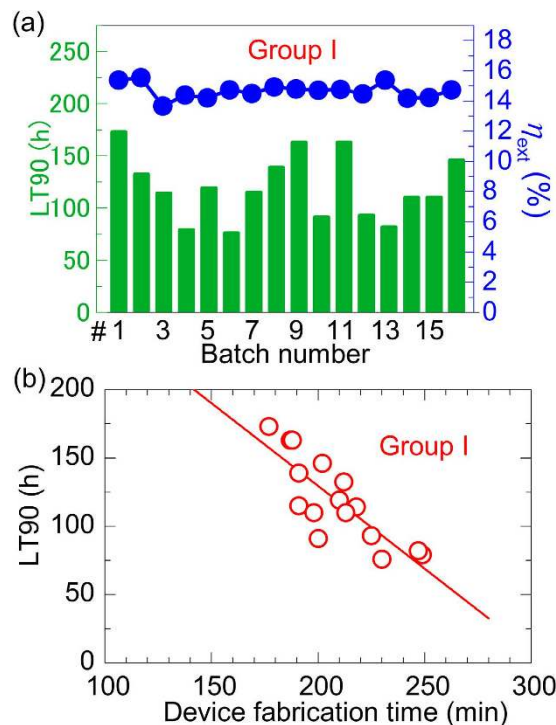 (a)
Group I
250
200
150
100
50
0
LT90 (h)
18
16
14
12
10
8
6
4
2
0
ηext (%)
# 1 3 5 7 9 11 13 15
Batch number
(b)
200
150
100
50
0
LT90 (h)
Group I
100 150 200 250 300
Device fabrication time (min)